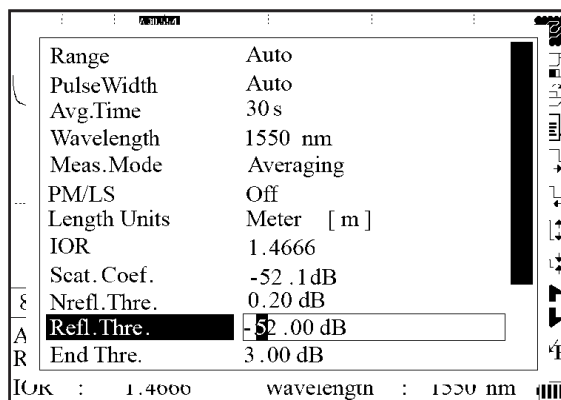 Range Auto
PulseWidth Auto
Avg.Time 30 s
Wavelength 1550 nm
Meas.Mode Averaging
PM/LS Off
Length Units Meter [ m ]
IOR 1.4666
Scat. Coef. -52 .1 dB
Nrefl.Thre. 0.20 dB
Refl.Thre. -52 .00 dB
End Thre. 3.00 dB
A
R
IOR : 1.4666 wavelength : 1550 nm